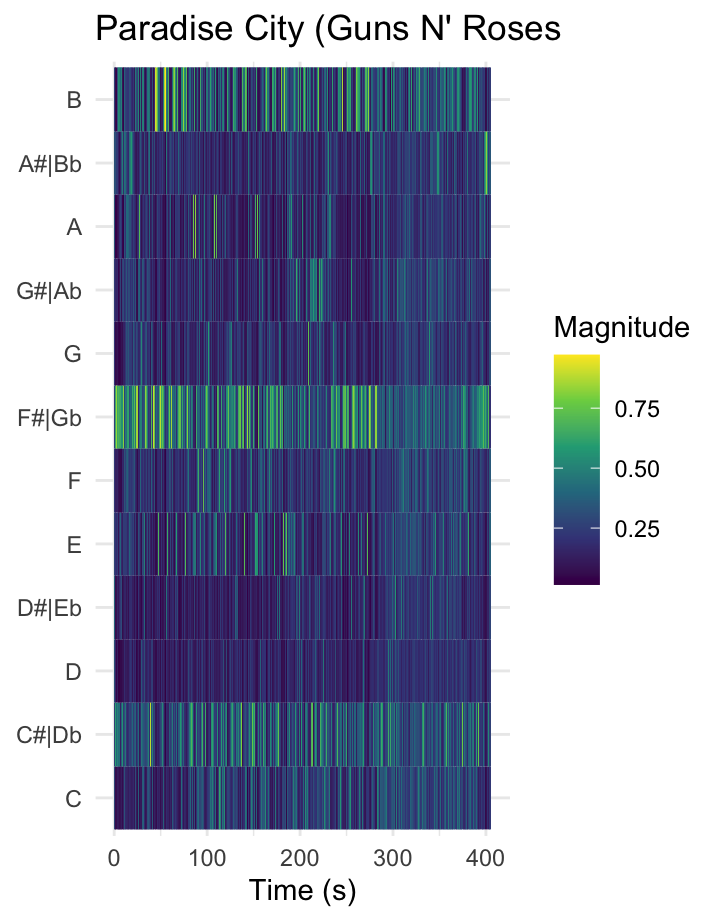 Paradise City (Guns N' Roses
B
A#|Bb
A
G#|Ab
G
F#|Gb
F
E
D#|Eb
D
C#|Db
C
0 100 200 300 400
Time (s)
Magnitude
0.75
0.50
0.25